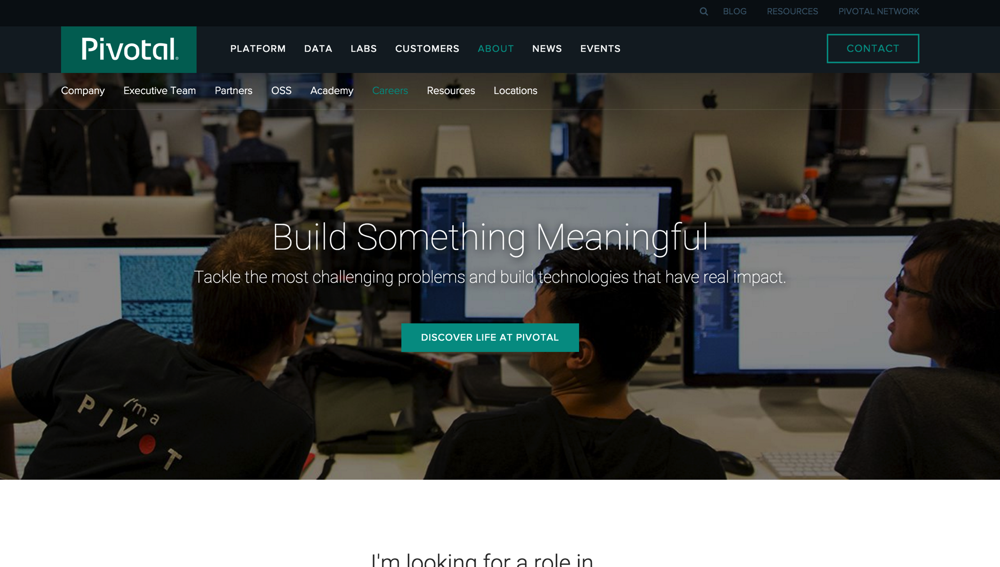 BLOG RESOURCES PIVOTAL NETWORK
Pivotal®
PLATFORM DATA LABS CUSTOMERS ABOUT NEWS EVENTS CONTACT
Company Executive Team Partners OSS Academy Careers Resources Locations
Build Something Meaningful
Tackle the most challenging problems and build technologies that have real impact.
DISCOVER LIFE AT PIVOTAL
I'm a
PIVOT
I'm looking for a role in